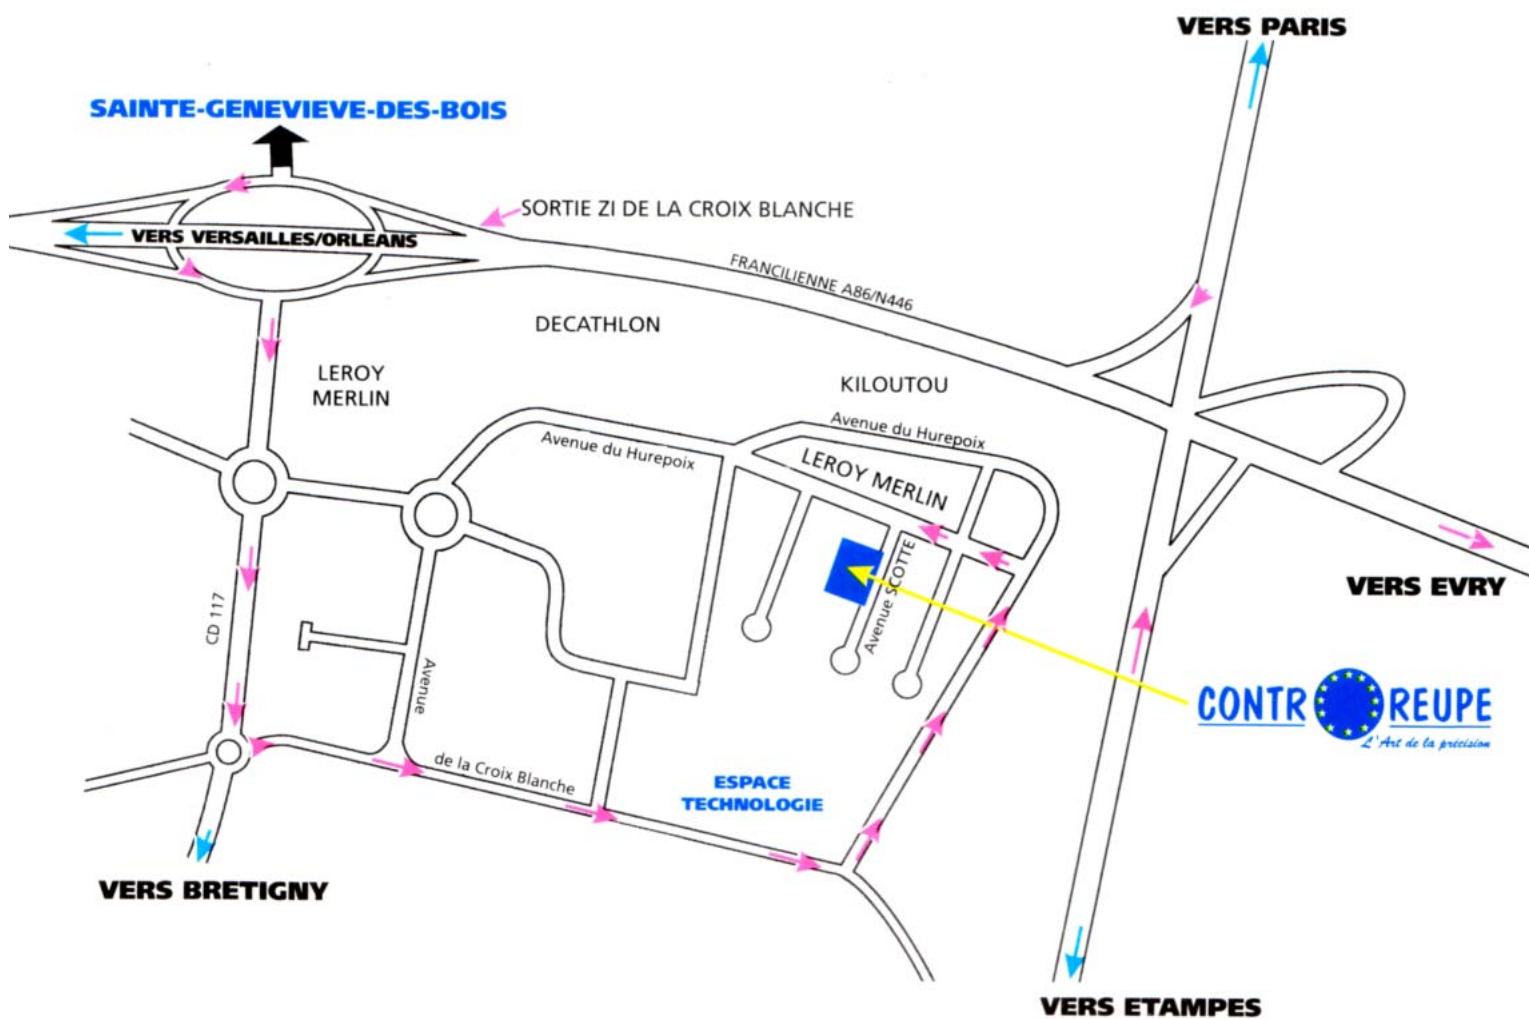 VERS PARIS
SAINTE-GENEVIEVE-DES-BOIS
SORTIE ZI DE LA CROIX BLANCHE
VERS VERSAILLES/ORLEANS
FRANCILIENNE A86/N446
DECATHLON
LEROY
MERLIN
KILOUTOU
Avenue du Hurepoix
Avenue du Hurepoix
LEROY MERLIN
Avenue SCOTTE
VERS EVRY
CD 117
Avenue
de la Croix Blanche
CONTR REUPE
L'Art de la précision
ESPACE
TECHNOLOGIE
VERS BRETIGNY
VERS ETAMPES